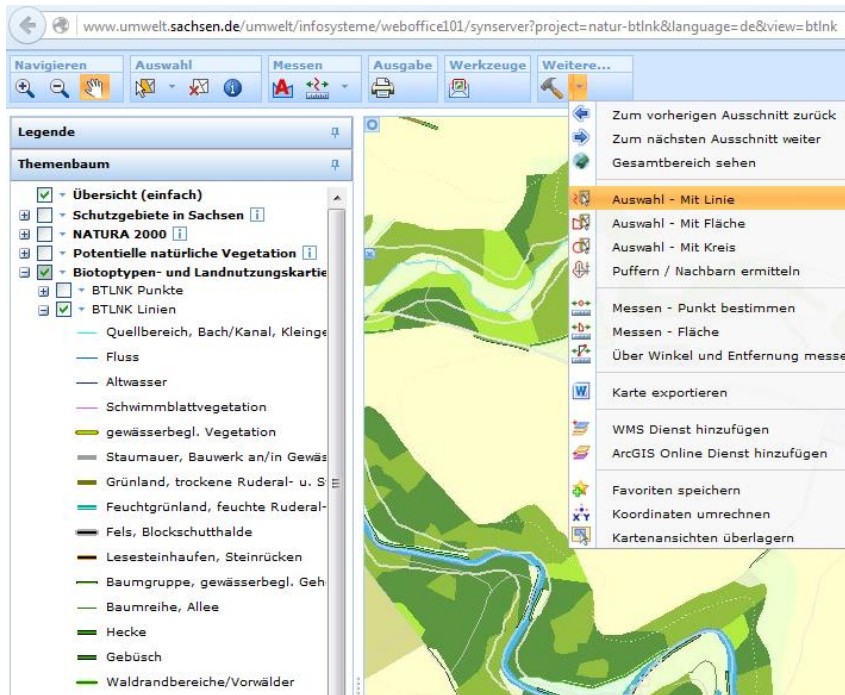 www.umwelt.sachsen.de/umwelt/infosysteme/weboffice101/synserver?project=natur-btlnk&language=de&view=btlnk
Navigieren Auswahl Messen Ausgabe Werkzeuge Weitere...
Legende
Themenbaum
Übersicht (einfach)
Schutzgebiete in Sachsen
NATURA 2000
Potentielle natürliche Vegetation
Biotoptypen- und Landnutzungskartie
BTLNK Punkte
BTLNK Linien
Quellbereich, Bach/Kanal, Kleinge
Fluss
Altwasser
Schwimmblattvegetation
gewässerbegl. Vegetation
Staumauer, Bauwerk an/in Gewäs
Grünland, trockene Ruderal- u. S
Feuchtgrünland, feuchte Ruderal-
Fels, Blockschutthalde
Lesesteinhaufen, Steinrücken
Baumgruppe, gewässerbegl. Geh
Baumreihe, Allee
Hecke
Gebüsch
Waldrandbereiche/Vorwälder
Zum vorherigen Ausschnitt zurück
Zum nächsten Ausschnitt weiter
Gesamtbereich sehen
Auswahl - Mit Linie
Auswahl - Mit Fläche
Auswahl - Mit Kreis
Puffern / Nachbarn ermitteln
Messen - Punkt bestimmen
Messen - Fläche
Über Winkel und Entfernung messe
Karte exportieren
WMS Dienst hinzufügen
ArcGIS Online Dienst hinzufügen
Favoriten speichern
Koordinaten umrechnen
Kartenansichten überlagern